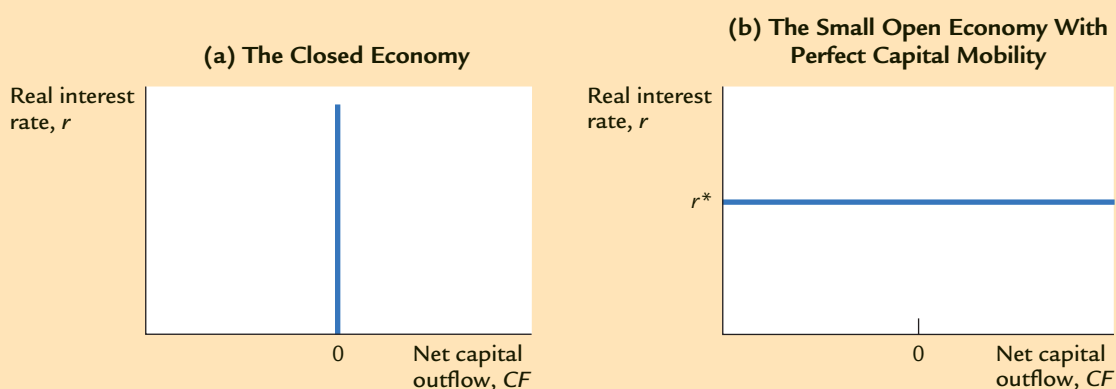 (a) The Closed Economy
Real interest
rate, r
0
Net capital
outflow, CF
(b) The Small Open Economy With
Perfect Capital Mobility
Real interest
rate, r
r*
0
Net capital
outflow, CF